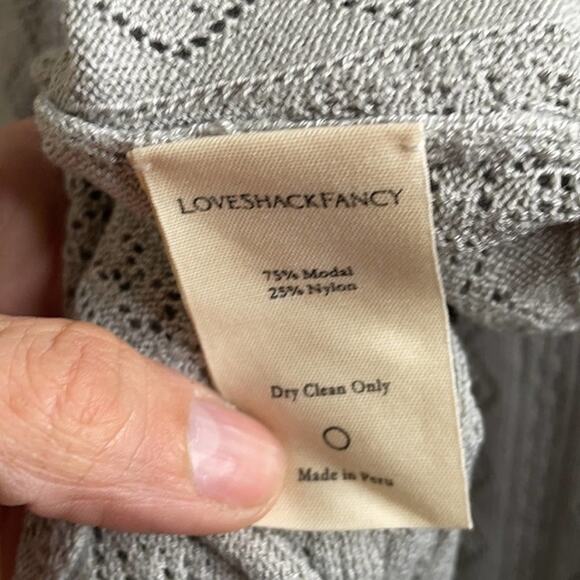 LOVESHACKFANCY
75% Modal
25% Nylon
Dry Clean Only
Made in Peru